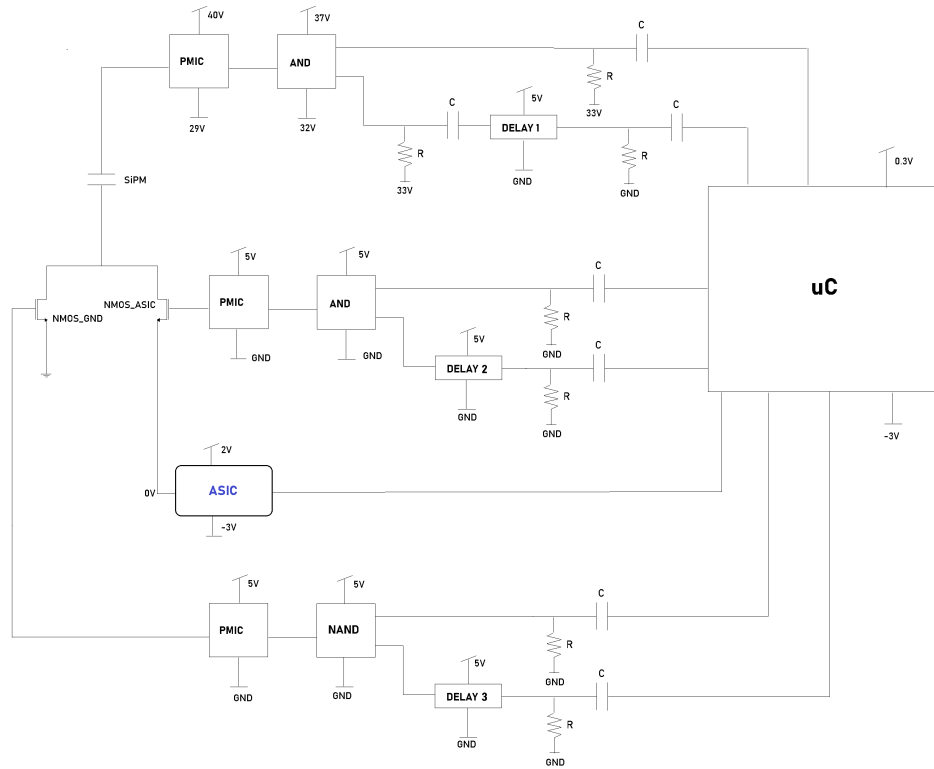 40V
37V
C
PMIC
AND
R
33V
29V
32V
C
5V
C
DELAY 1
R
33V
GND
R
GND
0.3V
SiPM
uC
NMOS_ASIC
NMOS_GND
5V
5V
C
PMIC
AND
R
GND
GND
GND
5V
C
DELAY 2
R
GND
GND
-3V
2V
0V
ASIC
-3V
5V
5V
C
PMIC
NAND
R
GND
GND
GND
5V
C
DELAY 3
R
GND
GND